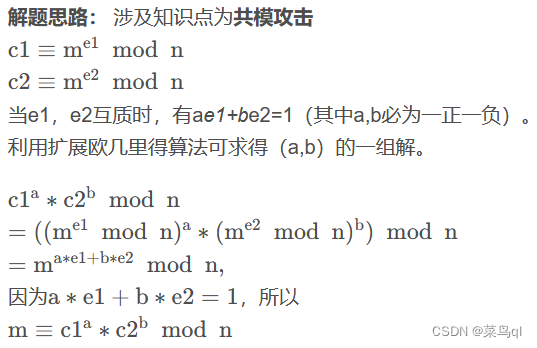 解题思路： 涉及知识点为共模攻击
c1 ≡ m^e1 mod n
c2 ≡ m^e2 mod n
当e1，e2互质时，有ae1+be2=1（其中a,b必为一正一负）。
利用扩展欧几里得算法可求得（a,b）的一组解。
c1^a ∗ c2^b mod n
= ((m^e1 mod n)^a ∗ (m^e2 mod n)^b) mod n
= m^a∗e1+b∗e2 mod n,
因为a ∗ e1 + b ∗ e2 = 1，所以
m ≡ c1^a ∗ c2^b mod n
CSDN @菜鸟ql